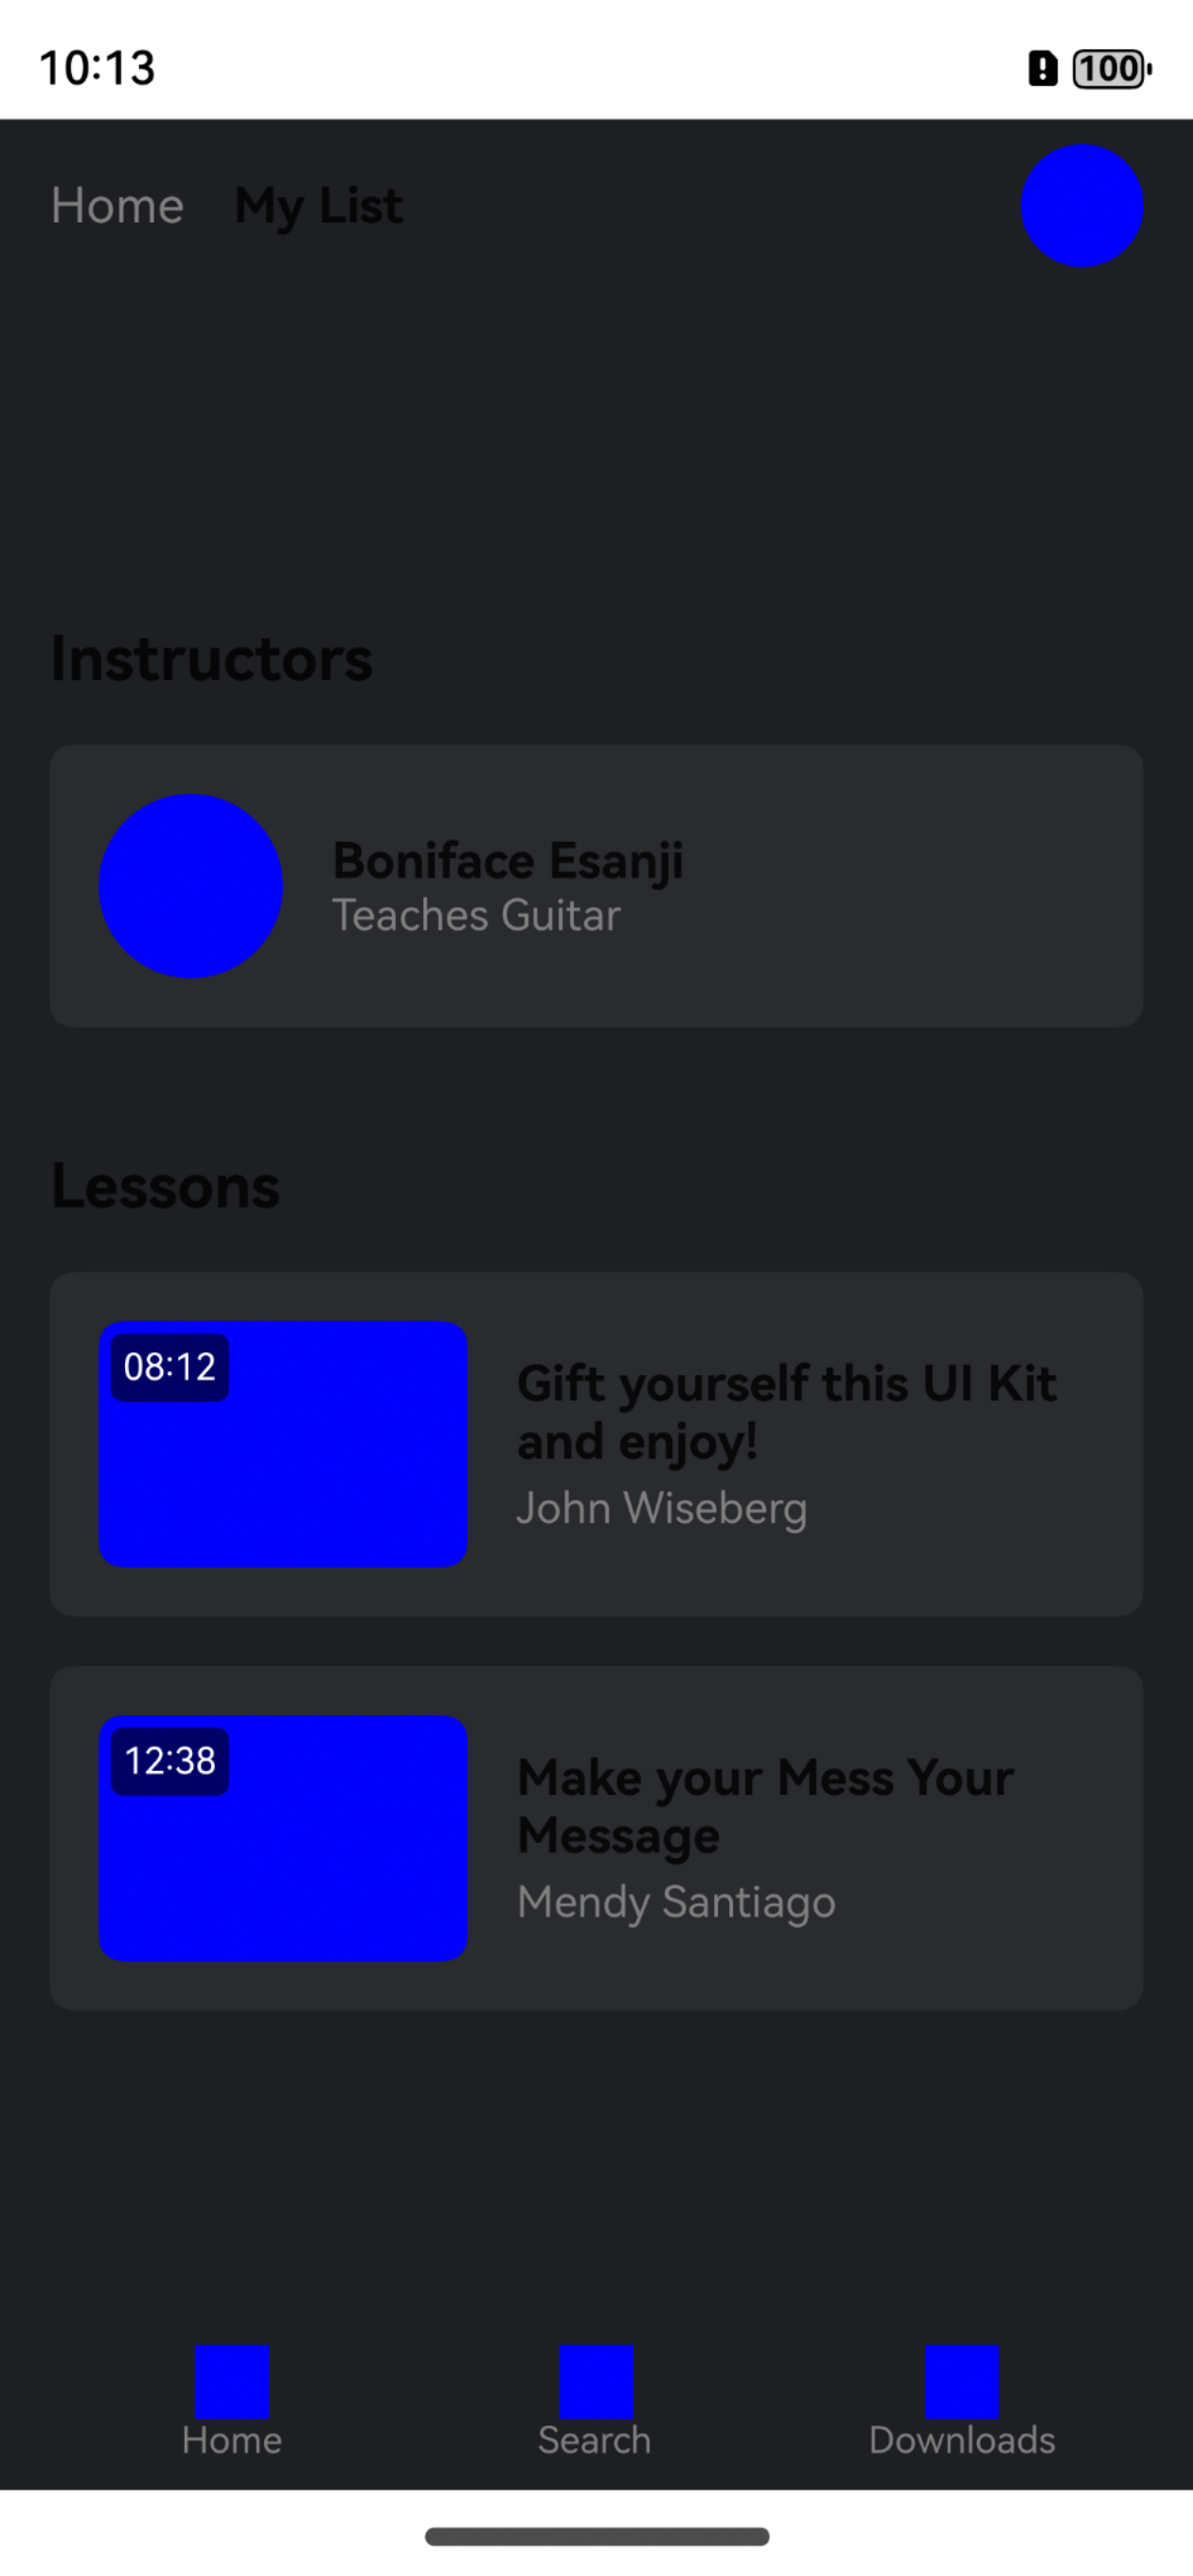 10:13
100
Home My List
Instructors
Boniface Esanji
Teaches Guitar
Lessons
08:12
Gift yourself this UI Kit
and enjoy!
John Wiseberg
12:38
Make your Mess Your
Message
Mendy Santiago
Home Search Downloads